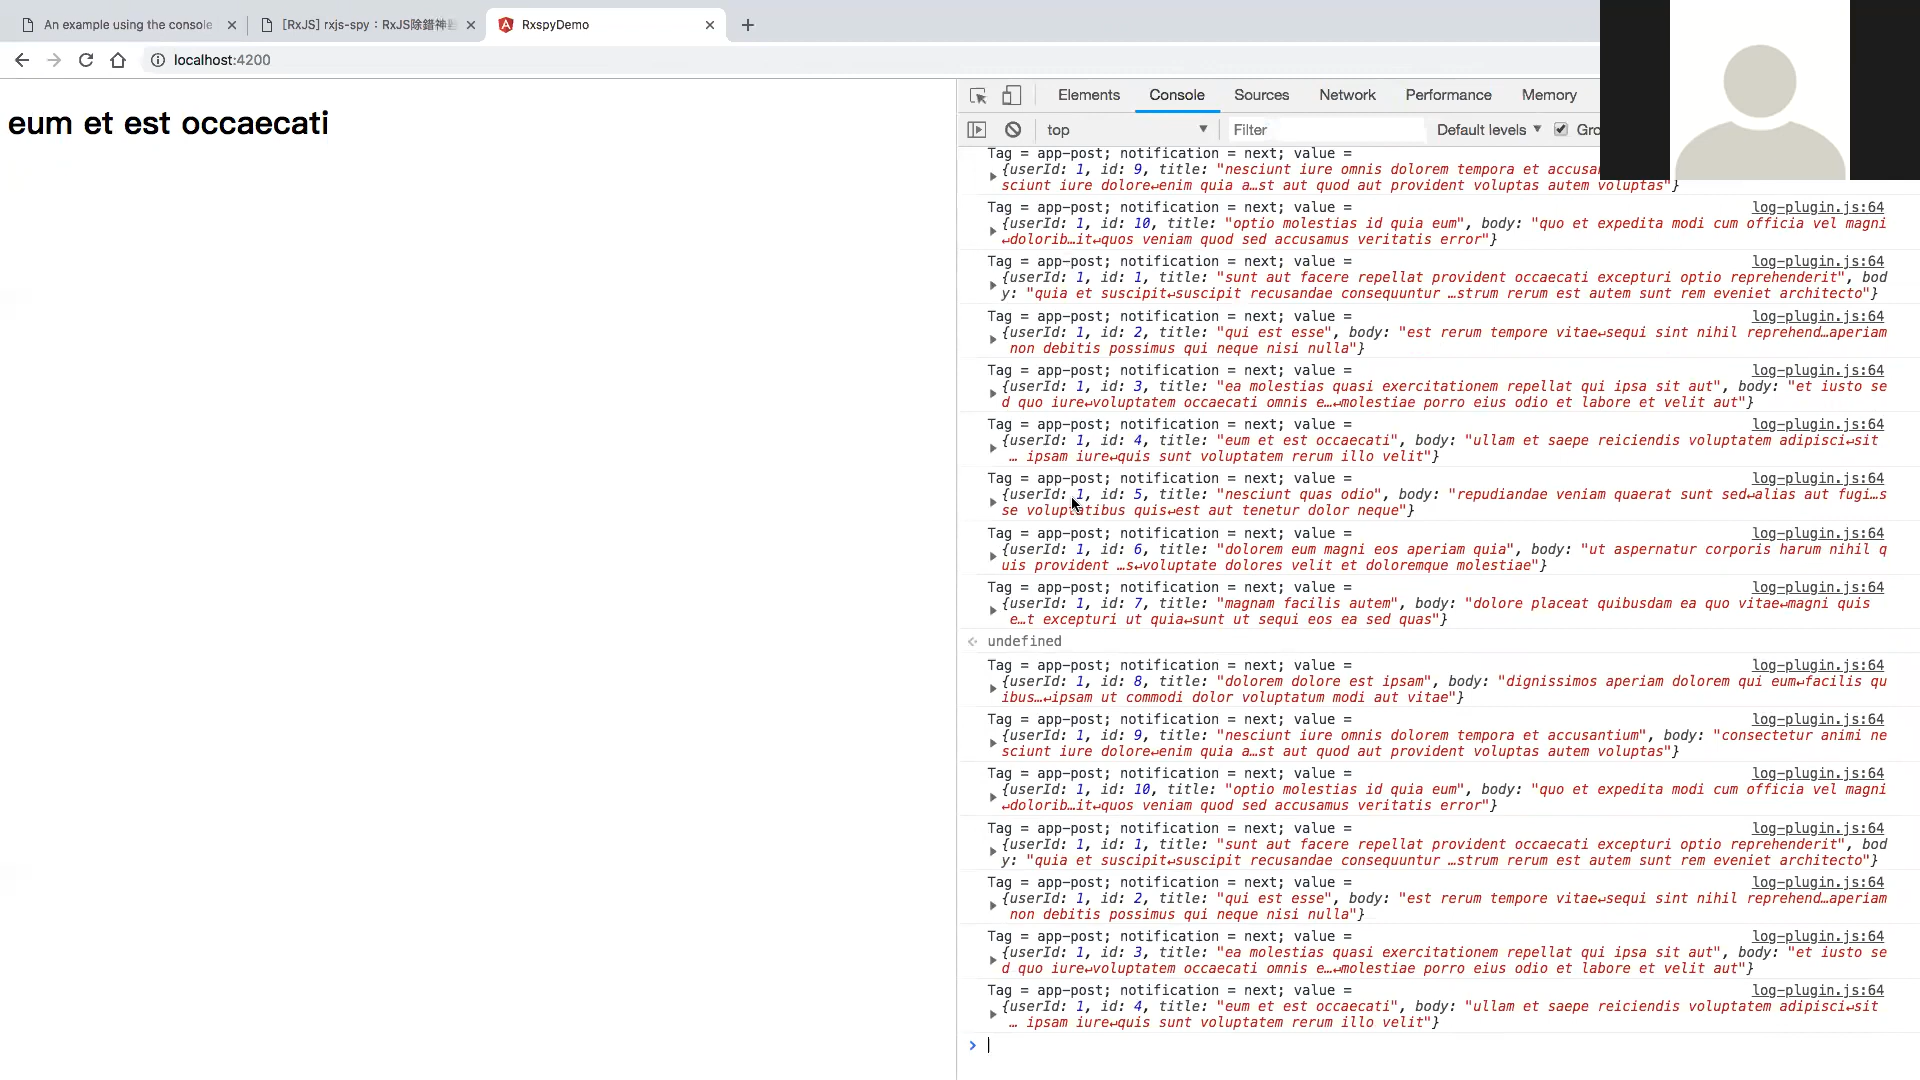 An example using the console
[RxJS] rxjs-spy：RxJS除錯神器
RxspyDemo
localhost:4200
eum et est occaecati
Elements Console Sources Network Performance Memory
top Filter Default levels Gro
Tag = app-post; notification = next; value =
{userId: 1, id: 9, title: "nesciunt iure omnis dolorem tempora et accusan
sciunt iure dolore↵enim quia a…st aut quod aut provident voluptas autem voluptas"}
Tag = app-post; notification = next; value = log-plugin.js:64
{userId: 1, id: 10, title: "optio molestias id quia eum", body: "quo et expedita modi cum officia vel magni
↵dolorib…it↵quos veniam quod sed accusamus veritatis error"}
Tag = app-post; notification = next; value = log-plugin.js:64
{userId: 1, id: 1, title: "sunt aut facere repellat provident occaecati excepturi optio reprehenderit", bod
y: "quia et suscipit↵suscipit recusandae consequuntur …strum rerum est autem sunt rem eveniet architecto"}
Tag = app-post; notification = next; value = log-plugin.js:64
{userId: 1, id: 2, title: "qui est esse", body: "est rerum tempore vitae↵sequi sint nihil reprehend…aperiam
non debitis possimus qui neque nisi nulla"}
Tag = app-post; notification = next; value = log-plugin.js:64
{userId: 1, id: 3, title: "ea molestias quasi exercitationem repellat qui ipsa sit aut", body: "et iusto se
d quo iure↵voluptatem occaecati omnis e…↵molestiae porro eius odio et labore et velit aut"}
Tag = app-post; notification = next; value = log-plugin.js:64
{userId: 1, id: 4, title: "eum et est occaecati", body: "ullam et saepe reiciendis voluptatem adipisci↵sit
… ipsam iure↵quis sunt voluptatem rerum illo velit"}
Tag = app-post; notification = next; value = log-plugin.js:64
{userId: 1, id: 5, title: "nesciunt quas odio", body: "repudiandae veniam quaerat sunt sed↵alias aut fugi…s
se voluptatibus quis↵est aut tenetur dolor neque"}
Tag = app-post; notification = next; value = log-plugin.js:64
{userId: 1, id: 6, title: "dolorem eum magni eos aperiam quia", body: "ut aspernatur corporis harum nihil q
uis provident …s↵voluptate dolores velit et doloremque molestiae"}
Tag = app-post; notification = next; value = log-plugin.js:64
{userId: 1, id: 7, title: "magnam facilis autem", body: "dolore placeat quibusdam ea quo vitae↵magni quis
e…t excepturi ut quia↵sunt ut sequi eos ea sed quas"}
undefined
Tag = app-post; notification = next; value = log-plugin.js:64
{userId: 1, id: 8, title: "dolorem dolore est ipsam", body: "dignissimos aperiam dolorem qui eum↵facilis qu
ibus…↵ipsam ut commodi dolor voluptatum modi aut vitae"}
Tag = app-post; notification = next; value = log-plugin.js:64
{userId: 1, id: 9, title: "nesciunt iure omnis dolorem tempora et accusantium", body: "consectetur animi ne
sciunt iure dolore↵enim quia a…st aut quod aut provident voluptas autem voluptas"}
Tag = app-post; notification = next; value = log-plugin.js:64
{userId: 1, id: 10, title: "optio molestias id quia eum", body: "quo et expedita modi cum officia vel magni
↵dolorib…it↵quos veniam quod sed accusamus veritatis error"}
Tag = app-post; notification = next; value = log-plugin.js:64
{userId: 1, id: 1, title: "sunt aut facere repellat provident occaecati excepturi optio reprehenderit", bod
y: "quia et suscipit↵suscipit recusandae consequuntur …strum rerum est autem sunt rem eveniet architecto"}
Tag = app-post; notification = next; value = log-plugin.js:64
{userId: 1, id: 2, title: "qui est esse", body: "est rerum tempore vitae↵sequi sint nihil reprehend…aperiam
non debitis possimus qui neque nisi nulla"}
Tag = app-post; notification = next; value = log-plugin.js:64
{userId: 1, id: 3, title: "ea molestias quasi exercitationem repellat qui ipsa sit aut", body: "et iusto se
d quo iure↵voluptatem occaecati omnis e…↵molestiae porro eius odio et labore et velit aut"}
Tag = app-post; notification = next; value = log-plugin.js:64
{userId: 1, id: 4, title: "eum et est occaecati", body: "ullam et saepe reiciendis voluptatem adipisci↵sit
… ipsam iure↵quis sunt voluptatem rerum illo velit"}